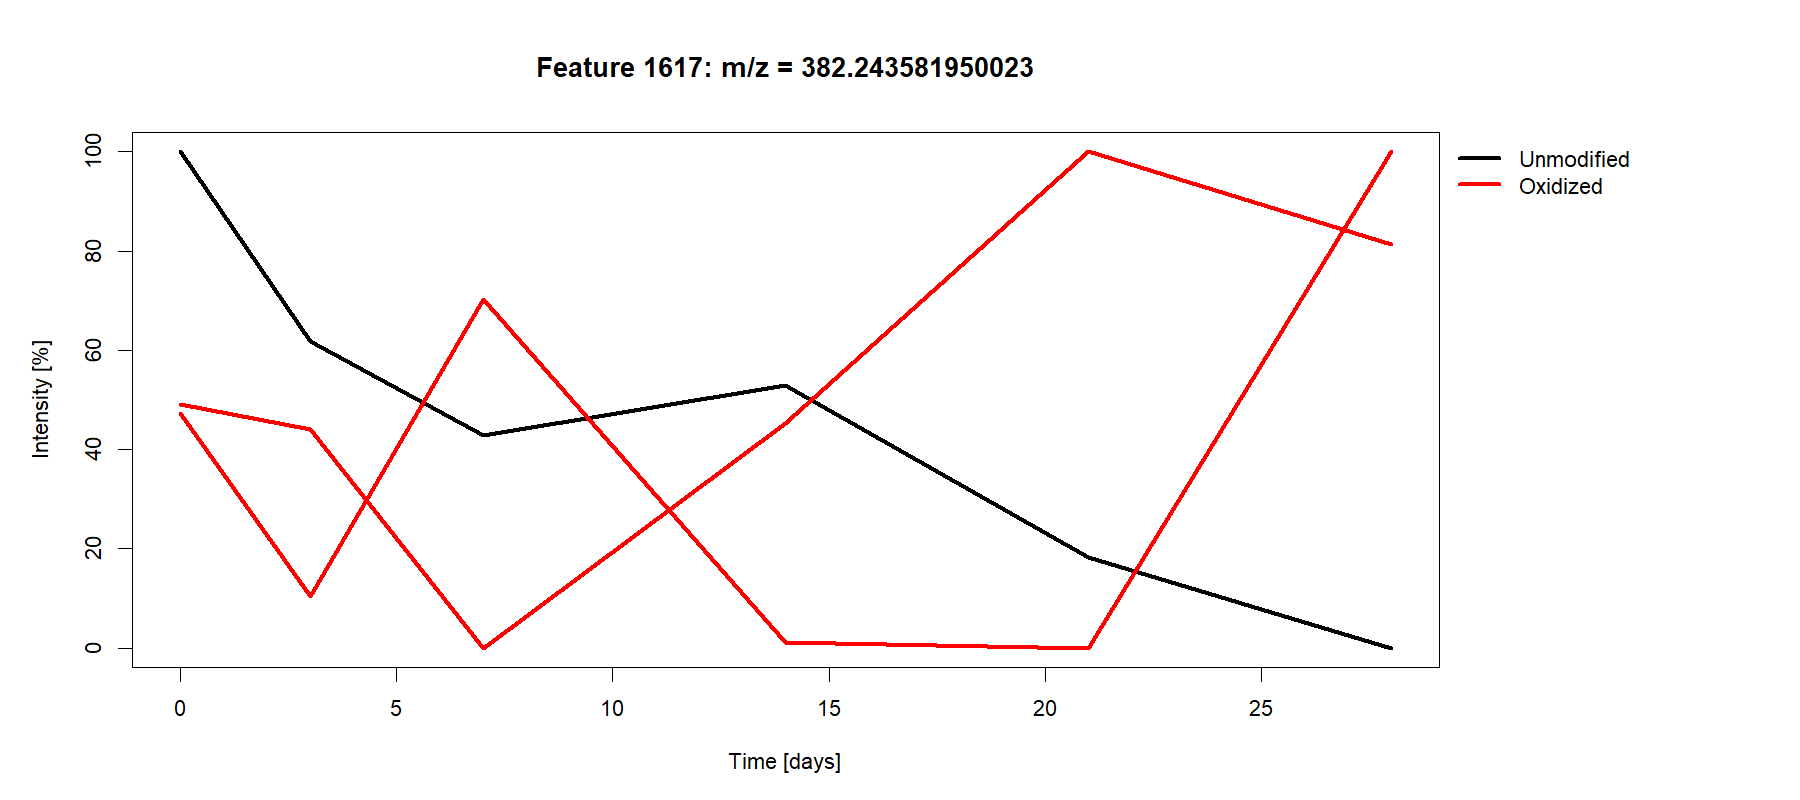 Feature 1617: m/z = 382.243581950023
Unmodified
Oxidized
100
80
60
40
20
0
Intensity [%]
0 5 10 15 20 25
Time [days]